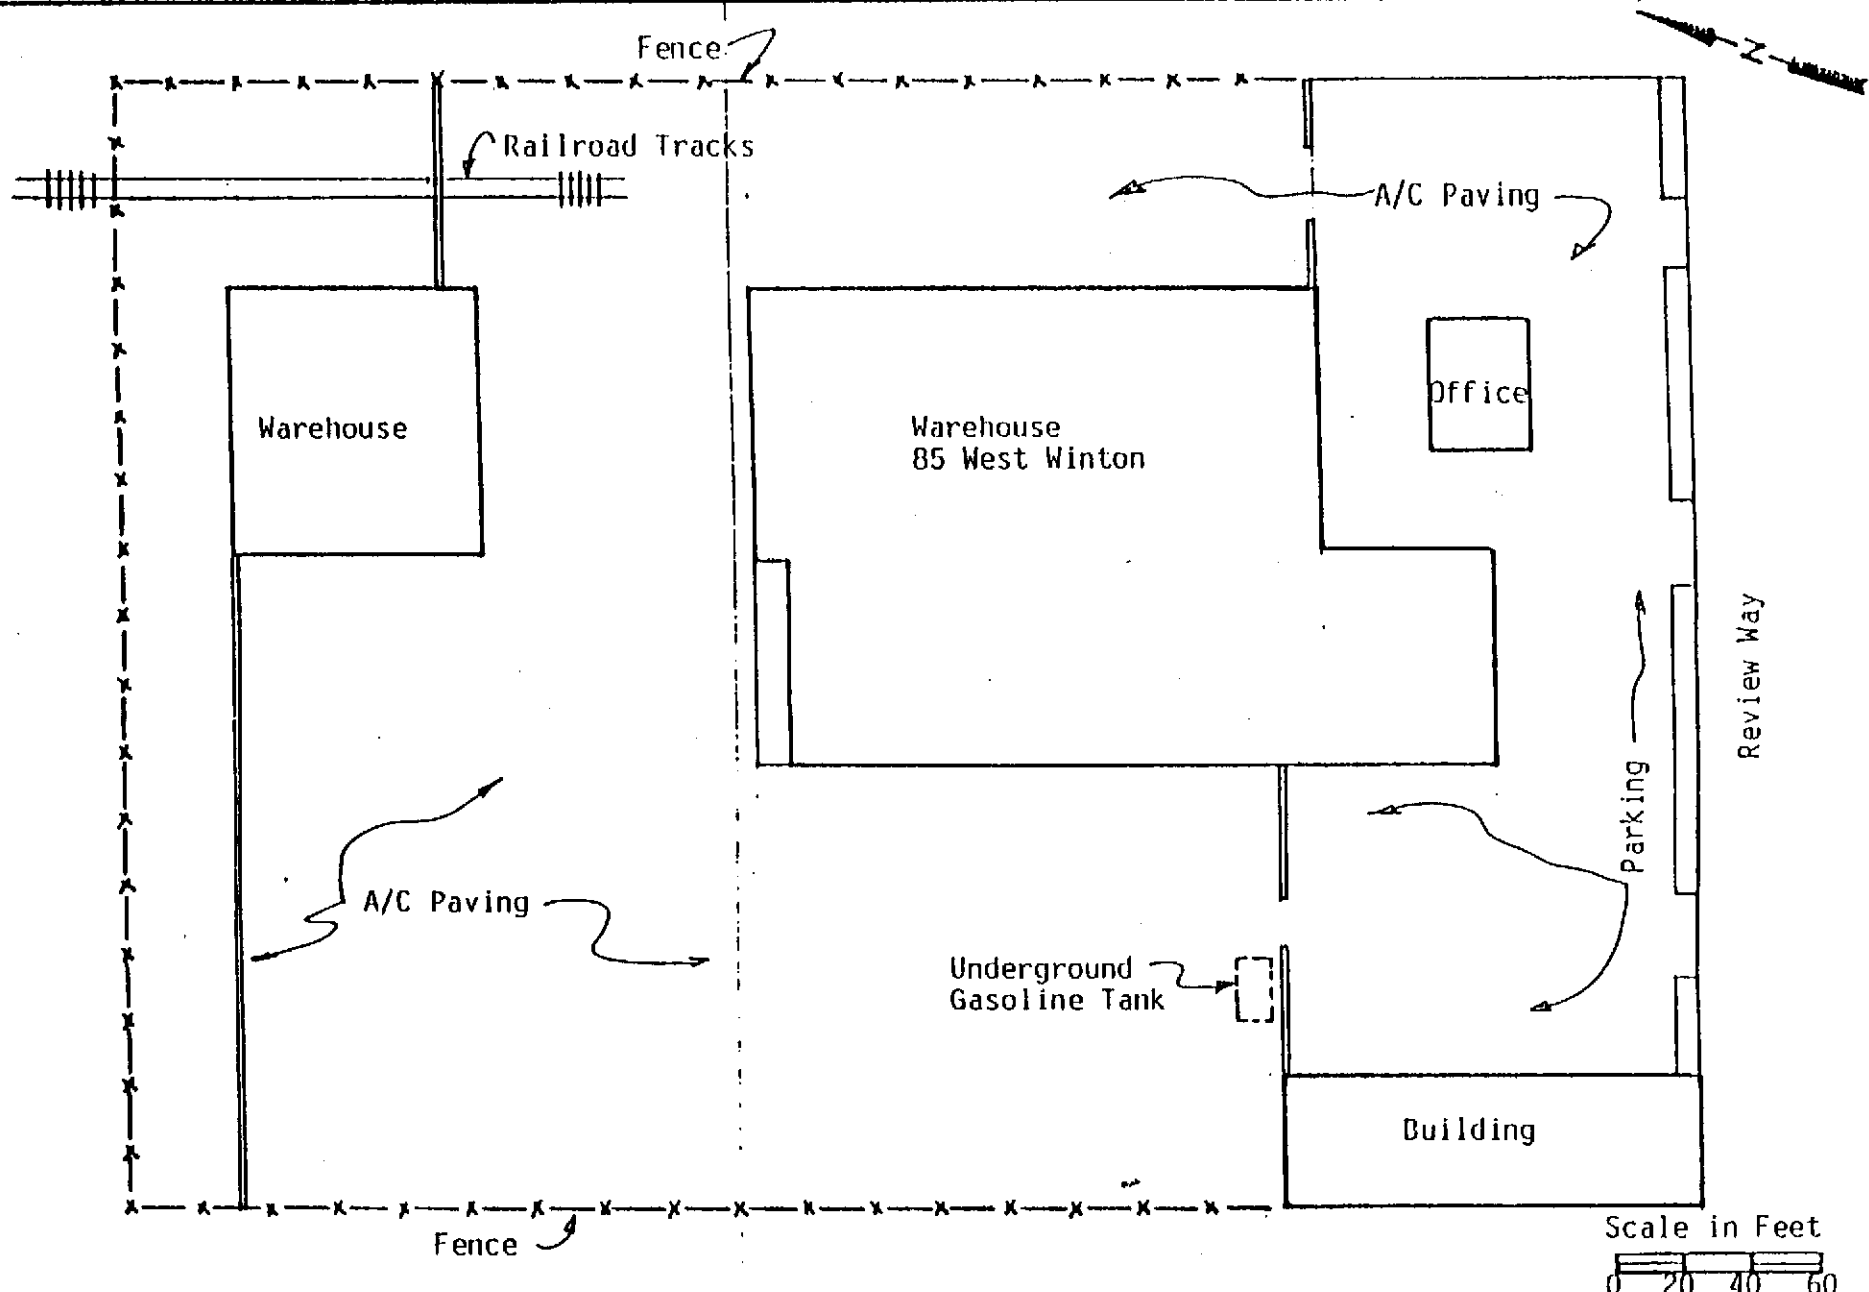 Fence
N
Railroad Tracks
A/C Paving
Office
Warehouse
Warehouse
85 West Winton
Review Way
Parking
A/C Paving
Underground
Gasoline Tank
Building
Fence
Scale in Feet
0 20 40 60